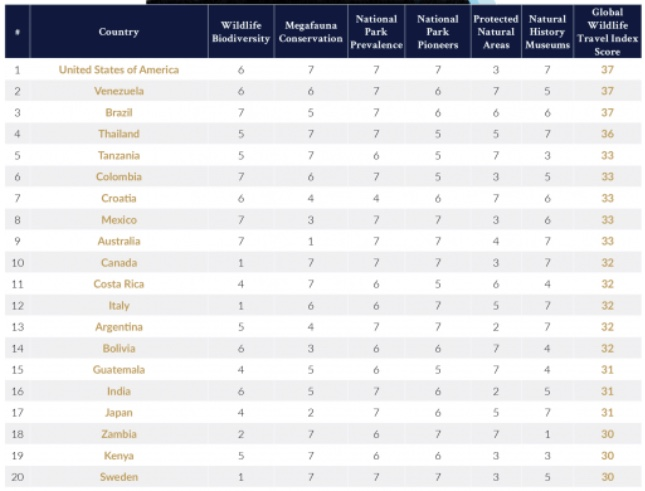 # Country Wildlife Biodiversity Megafauna Conservation National Park Prevalence National Park Pioneers Protected Natural Areas Natural History Museums Global Wildlife Travel Index Score
1 United States of America 6 7 7 7 3 7 37
2 Venezuela 6 6 7 6 7 5 37
3 Brazil 7 5 7 6 6 6 37
4 Thailand 5 7 7 5 5 7 36
5 Tanzania 5 7 6 5 7 3 33
6 Colombia 7 6 7 5 3 5 33
7 Croatia 6 4 4 6 7 6 33
8 Mexico 7 3 7 7 3 6 33
9 Australia 7 1 7 7 4 7 33
10 Canada 1 7 7 7 3 7 32
11 Costa Rica 4 7 6 5 6 4 32
12 Italy 1 6 6 7 5 7 32
13 Argentina 5 4 7 7 2 7 32
14 Bolivia 6 3 6 6 7 4 32
15 Guatemala 4 5 6 5 7 4 31
16 India 6 5 7 6 2 5 31
17 Japan 4 2 7 6 5 7 31
18 Zambia 2 7 6 7 7 1 30
19 Kenya 5 7 6 6 3 3 30
20 Sweden 1 7 7 7 3 5 30